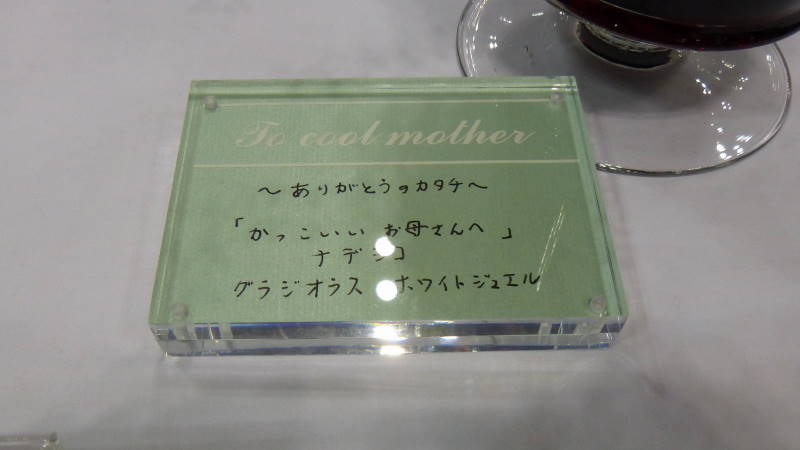 To cool mother
～ありがとうのカタチ～
「かっこいい お母さんへ」
ナデシコ
グラジオラス ホワイトジュエル